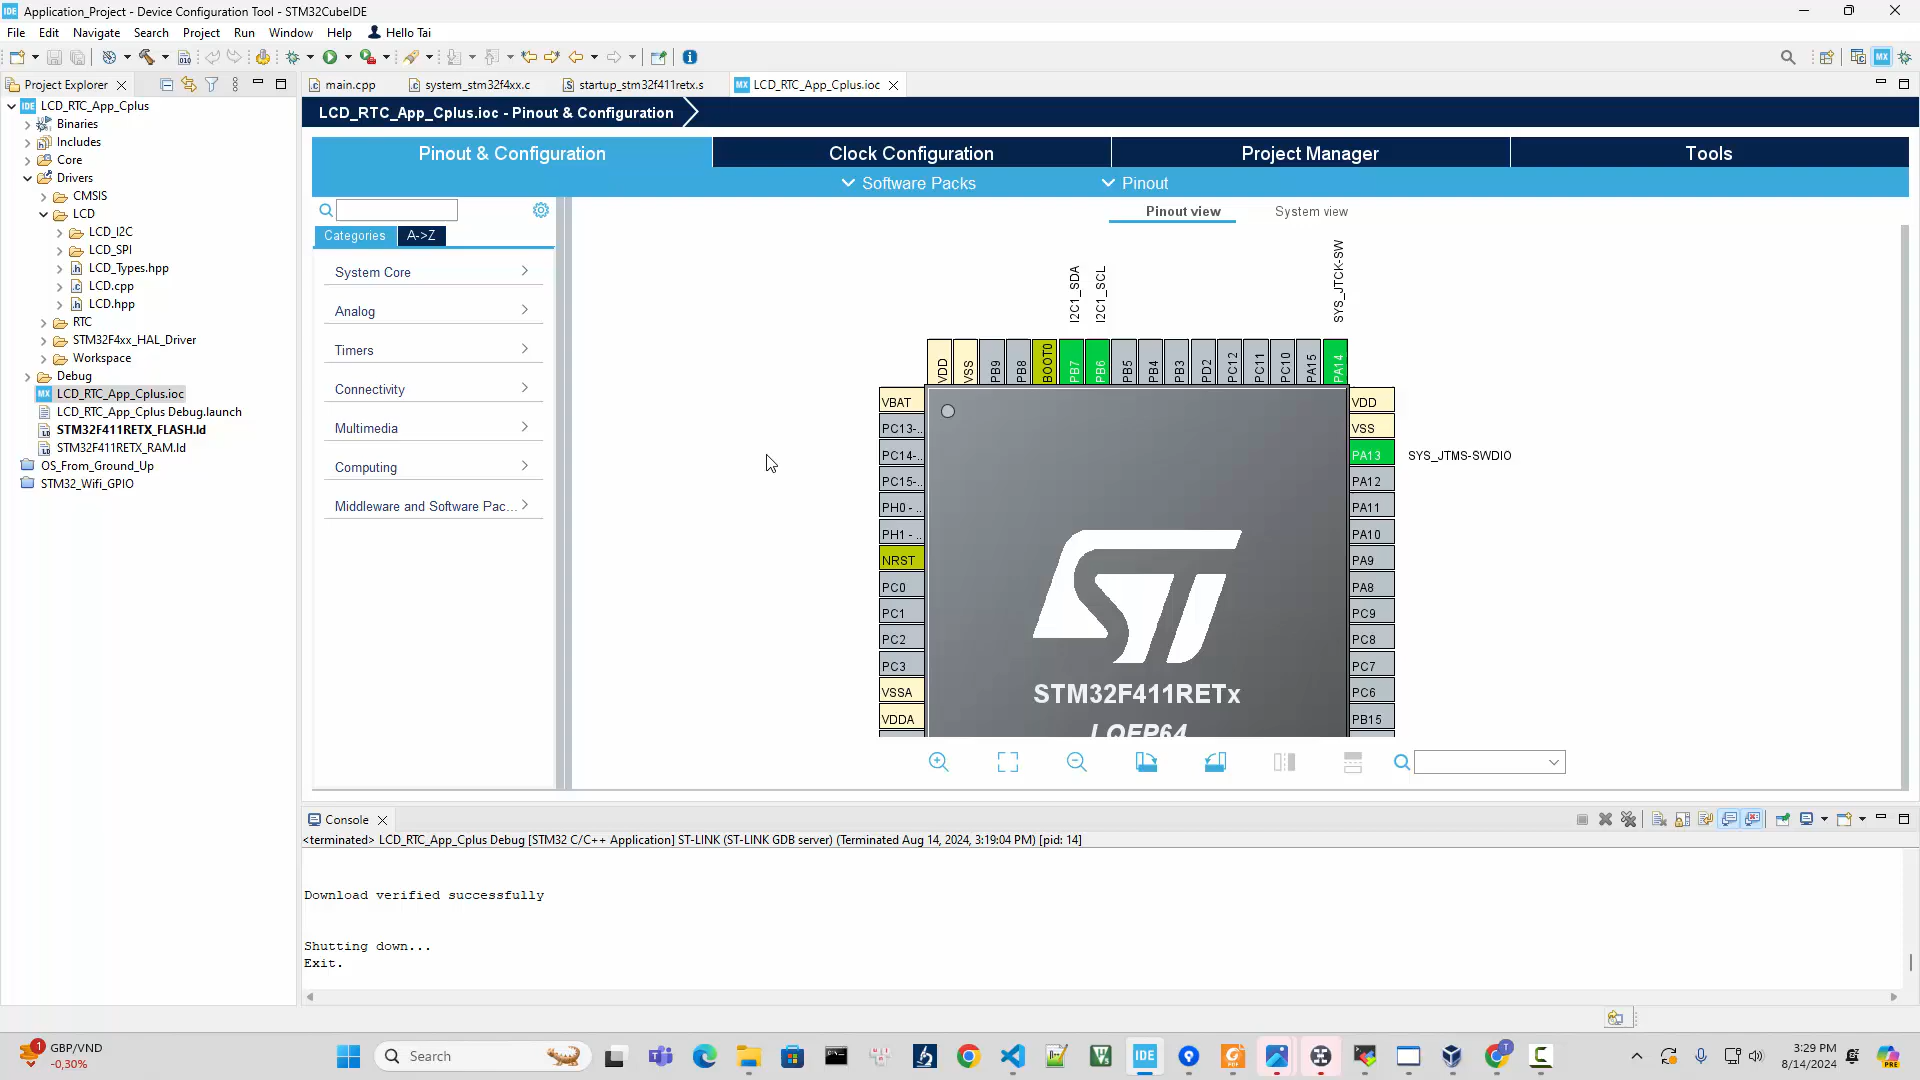 Application_Project - Device Configuration Tool - STM32CubeIDE
File Edit Navigate Search Project Run Window Help Hello Tai
Project Explorer
main.cpp system_stm32f4xx.c startup_stm32f411retx.s LCD_RTC_App_Cplus.ioc
LCD_RTC_App_Cplus
Binaries
Includes
Core
Drivers
CMSIS
LCD
LCD_I2C
LCD_SPI
LCD_Types.hpp
LCD.cpp
LCD.hpp
RTC
STM32F4xx_HAL_Driver
Workspace
Debug
LCD_RTC_App_Cplus.ioc
LCD_RTC_App_Cplus Debug.launch
STM32F411RETX_FLASH.ld
STM32F411RETX_RAM.ld
OS_From_Ground_Up
STM32_Wifi_GPIO
LCD_RTC_App_Cplus.ioc - Pinout & Configuration
Pinout & Configuration Clock Configuration Project Manager Tools
Software Packs Pinout
Categories A->Z
System Core
Analog
Timers
Connectivity
Multimedia
Computing
Middleware and Software Pac...
Pinout view System view
I2C1_SDA I2C1_SCL SYS_JTCK-SW
VDD VSS PB9 PB8 BOOT0 PB7 PB6 PB5 PB4 PB3 PD2 PC12 PC11 PC10 PA15 PA14
VBAT
PC13-..
PC14-..
PC15-..
PH0 - ..
PH1 - ..
NRST
PC0
PC1
PC2
PC3
VSSA
VDDA
ST
STM32F411RETx
LQFP64
VDD
VSS
PA13 SYS_JTMS-SWDIO
PA12
PA11
PA10
PA9
PA8
PC9
PC8
PC7
PC6
PB15
Console
<terminated> LCD_RTC_App_Cplus Debug [STM32 C/C++ Application] ST-LINK (ST-LINK GDB server) (Terminated Aug 14, 2024, 3:19:04 PM) [pid: 14]
Download verified successfully
Shutting down...
Exit.
1
GBP/VND
-0,30%
Search
3:29 PM
8/14/2024